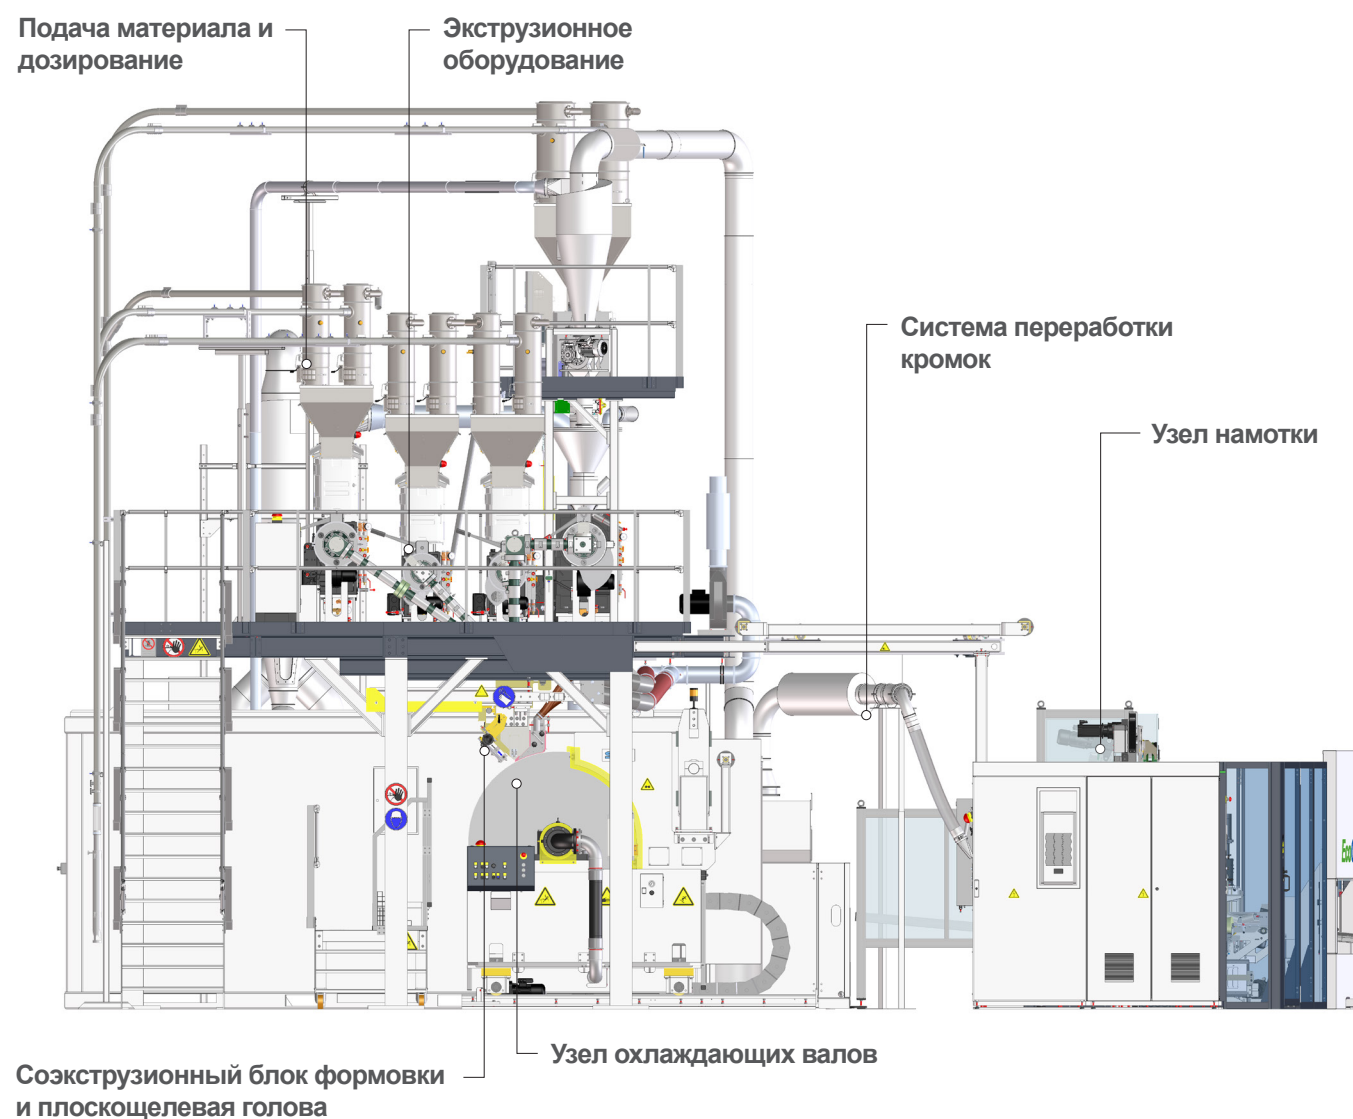 Подача материала и
дозирование
Экструзионное
оборудование
Система переработки
кромок
Узел намотки
Узел охлаждающих валов
Соэкструзионный блок формовки
и плоскощелевая голова